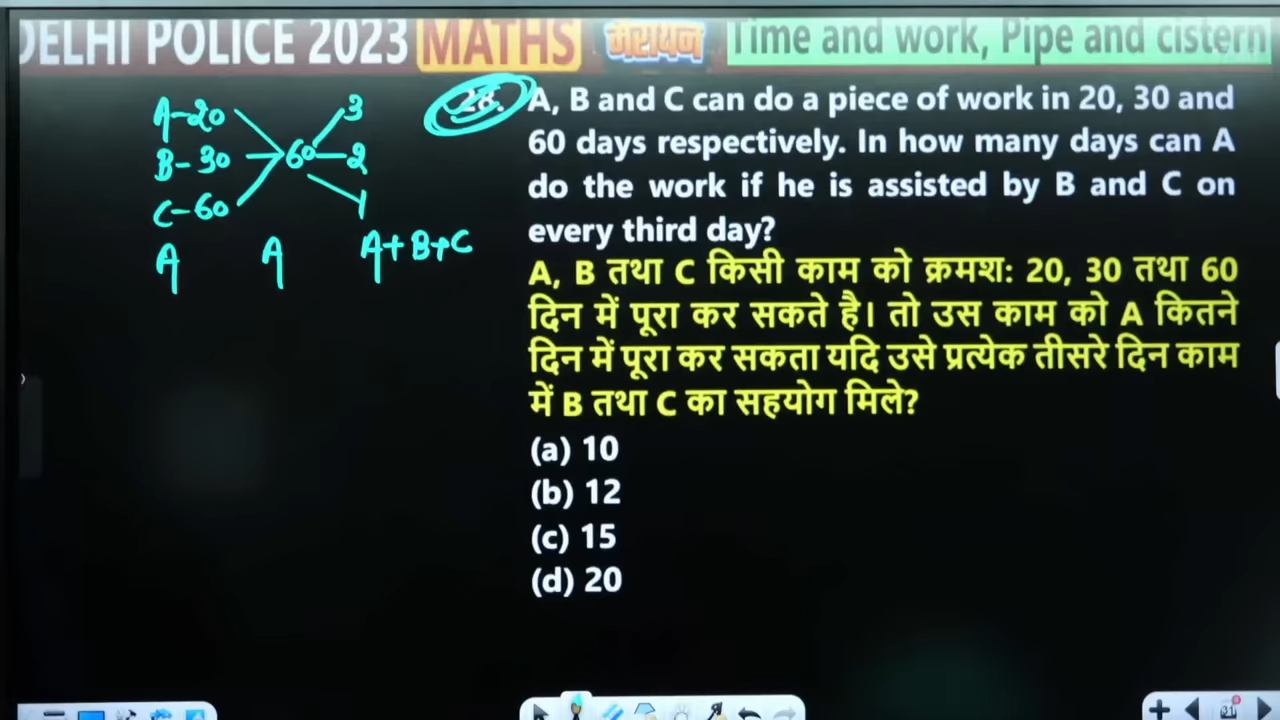 DELHI POLICE 2023 MATHS मैराथन Time and work, Pipe and cistern
A-20
B-30
C-60
60
3
2
1
A A A+B+C
28. A, B and C can do a piece of work in 20, 30 and
60 days respectively. In how many days can A
do the work if he is assisted by B and C on
every third day?
A, B तथा C किसी काम को क्रमश: 20, 30 तथा 60
दिन में पूरा कर सकते है। तो उस काम को A कितने
दिन में पूरा कर सकता यदि उसे प्रत्येक तीसरे दिन काम
में B तथा C का सहयोग मिले?
(a) 10
(b) 12
(c) 15
(d) 20